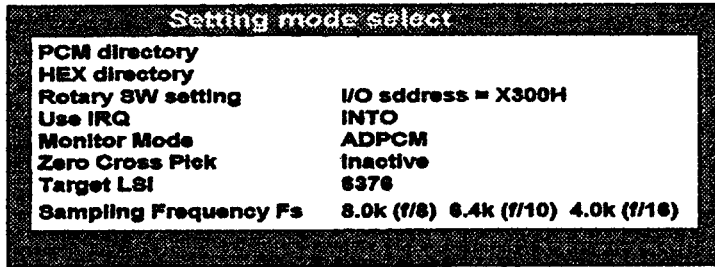 Setting mode select
PCM directory
HEX directory
Rotary SW setting I/O sddress = X300H
Use IRQ INTO
Monitor Mode ADPCM
Zero Cross Pick Inactive
Target LSI 6376
Sampling Frequency Fs 8.0k (f/8) 6.4k (f/10) 4.0k (f/16)